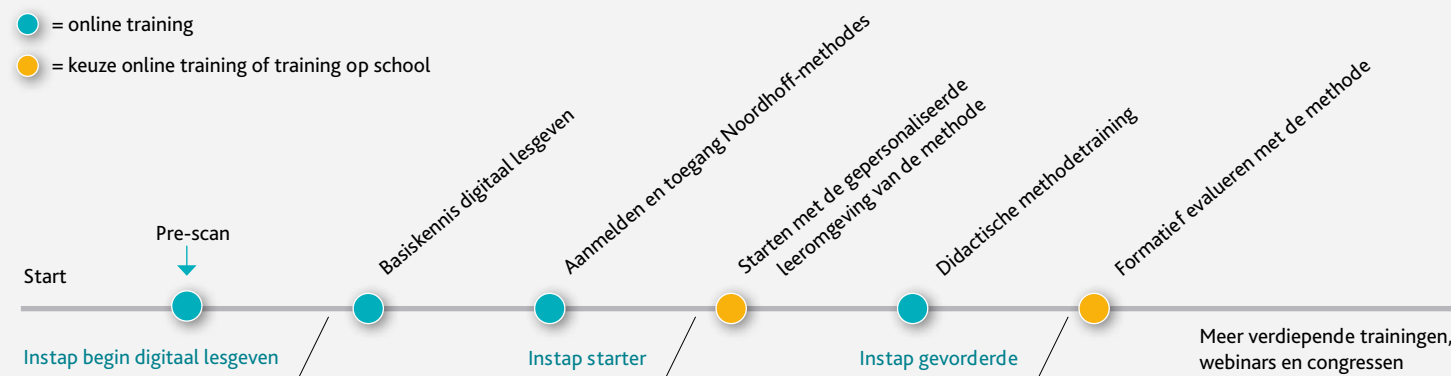 = online training
= keuze online training of training op school
Start
Pre-scan
Basiskennis digitaal lesgeven
Aanmelden en toegang Noordhoff-methodes
Starten met de gepersonaliseerde
leeromgeving van de methode
Didactische methodetraining
Formatief evalueren met de methode
Instap begin digitaal lesgeven
Instap starter
Instap gevorderde
Meer verdiepende trainingen,
webinars en congressen